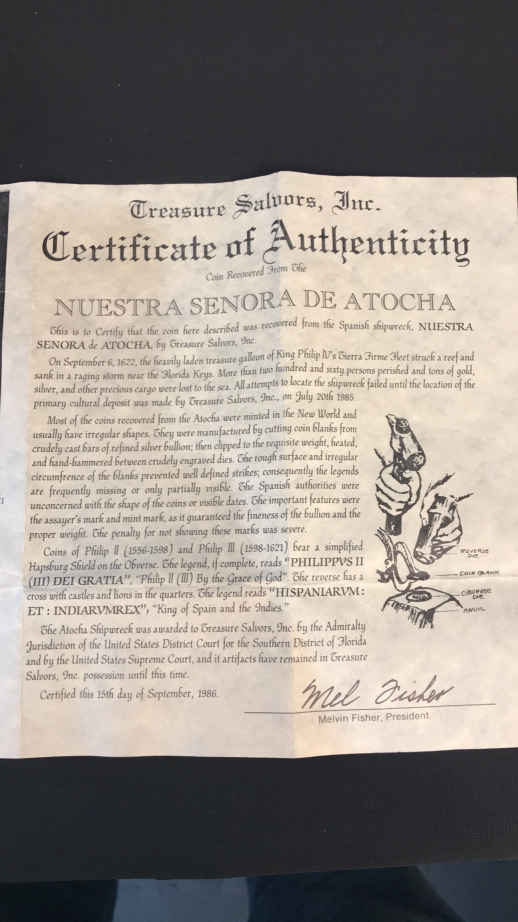 Treasure Salvors, Inc.
Certificate of Authenticity
Coin Recovered From The
NUESTRA SENORA DE ATOCHA
This is to Certify that the coin here described was recovered from the Spanish shipwreck, NUESTRA
SENORA de ATOCHA, by Treasure Salvors, Inc.
On September 6, 1622, the heavily laden treasure galleon of King Philip IV's Tierra Firme Fleet struck a reef and
sank in a raging storm near the Florida Keys. More than two hundred and sixty persons perished and tons of gold,
silver, and other precious cargo were lost to the sea. All attempts to locate the shipwreck failed until the location of the
primary cultural deposit was made by Treasure Salvors, Inc., on July 20th 1985.
Most of the coins recovered from the Atocha were minted in the New World and
usually have irregular shapes. They were manufactured by cutting coin blanks from
crudely cast bars of refined silver bullion; then clipped to the requisite weight, heated,
and hand-hammered between crudely engraved dies. The rough surface and irregular
circumfrence of the blanks prevented well defined strikes; consequently the legends
are frequently missing or only partially visible. The Spanish authorities were
unconcerned with the shape of the coins or visible dates. The important features were
the assayer's mark and mint mark, as it guaranteed the fineness of the bullion and the
proper weight. The penalty for not showing these marks was severe.
Coins of Philip II (1556-1598) and Philip III (1598-1621) bear a simplified
Hapsburg Shield on the Obverse. The legend, if complete, reads "PHILIPPVS II
(III) DEI GRATIA", "Philip II (III) By the Grace of God". The reverse has a
cross with castles and lions in the quarters. The legend reads "HISPANIARVM :
ET : INDIARVMREX", "King of Spain and the Indies."
The Atocha Shipwreck was awarded to Treasure Salvors, Inc. by the Admiralty
Jurisdiction of the United States District Court for the Southern District of Florida
and by the United States Supreme Court, and it artifacts have remained in Treasure
Salvors, Inc. possession until this time.
Certified this 15th day of September, 1986.
REVERSE
DIE
COIN BLANK
OBVERSE
DIE
ANVIL
Mel Fisher
Melvin Fisher, President